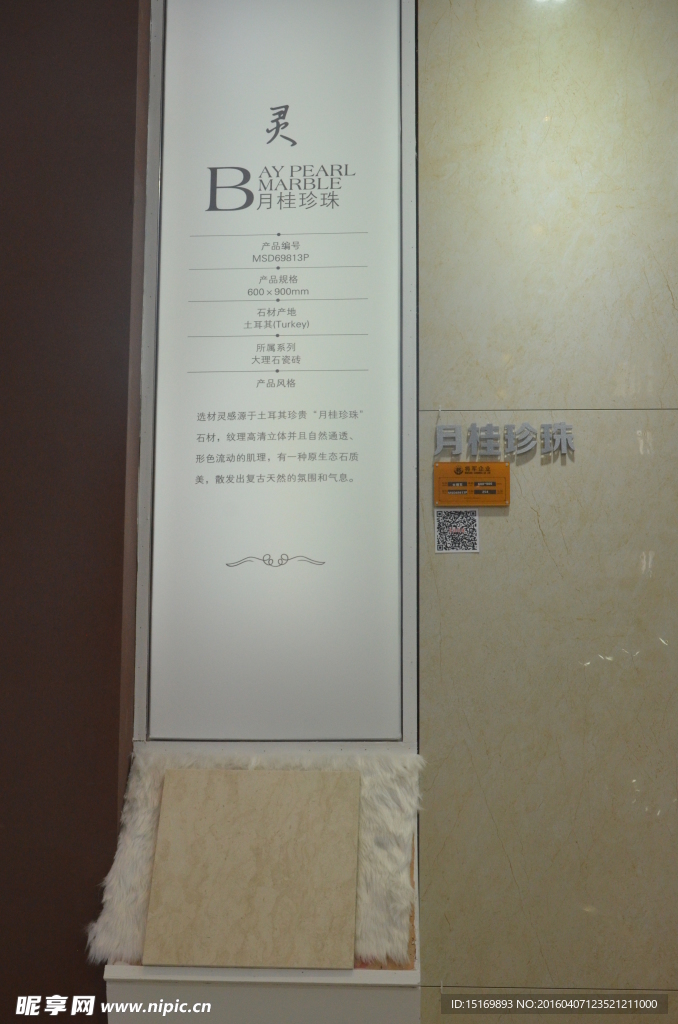 灵
BAY PEARL
MARBLE
月桂珍珠
产品编号
MSD69813P
产品规格
600×900mm
石材产地
土耳其(Turkey)
所属系列
大理石瓷砖
产品风格
选材灵感源于土耳其珍贵“月桂珍珠”
石材，纹理高清立体并且自然通透、
形色流动的肌理，有一种原生态石质
美，散发出复古天然的氛围和气息。
月桂珍珠
昵享网 www.nipic.cn
ID:15169893 NO:20160407123521211000